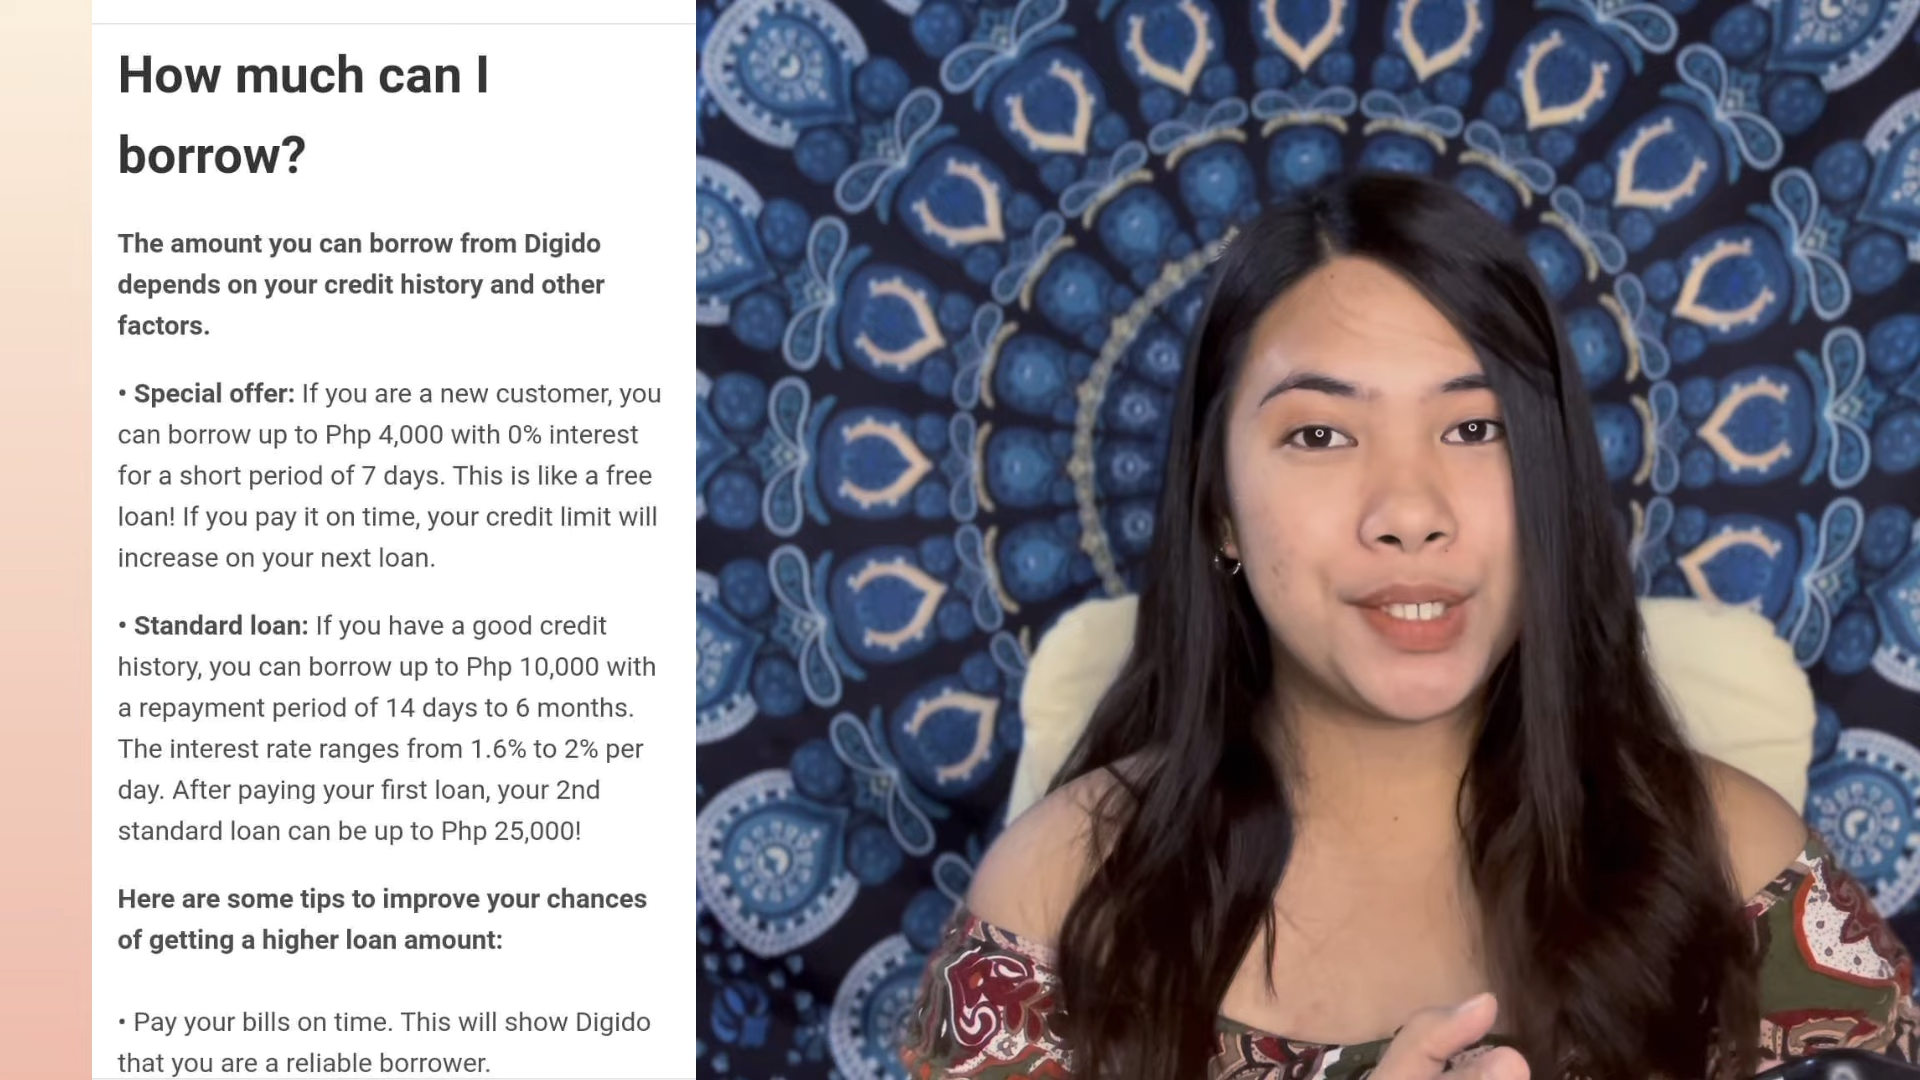 How much can I
borrow?
The amount you can borrow from Digido
depends on your credit history and other
factors.
• Special offer: If you are a new customer, you
can borrow up to Php 4,000 with 0% interest
for a short period of 7 days. This is like a free
loan! If you pay it on time, your credit limit will
increase on your next loan.
• Standard loan: If you have a good credit
history, you can borrow up to Php 10,000 with
a repayment period of 14 days to 6 months.
The interest rate ranges from 1.6% to 2% per
day. After paying your first loan, your 2nd
standard loan can be up to Php 25,000!
Here are some tips to improve your chances
of getting a higher loan amount:
• Pay your bills on time. This will show Digido
that you are a reliable borrower.